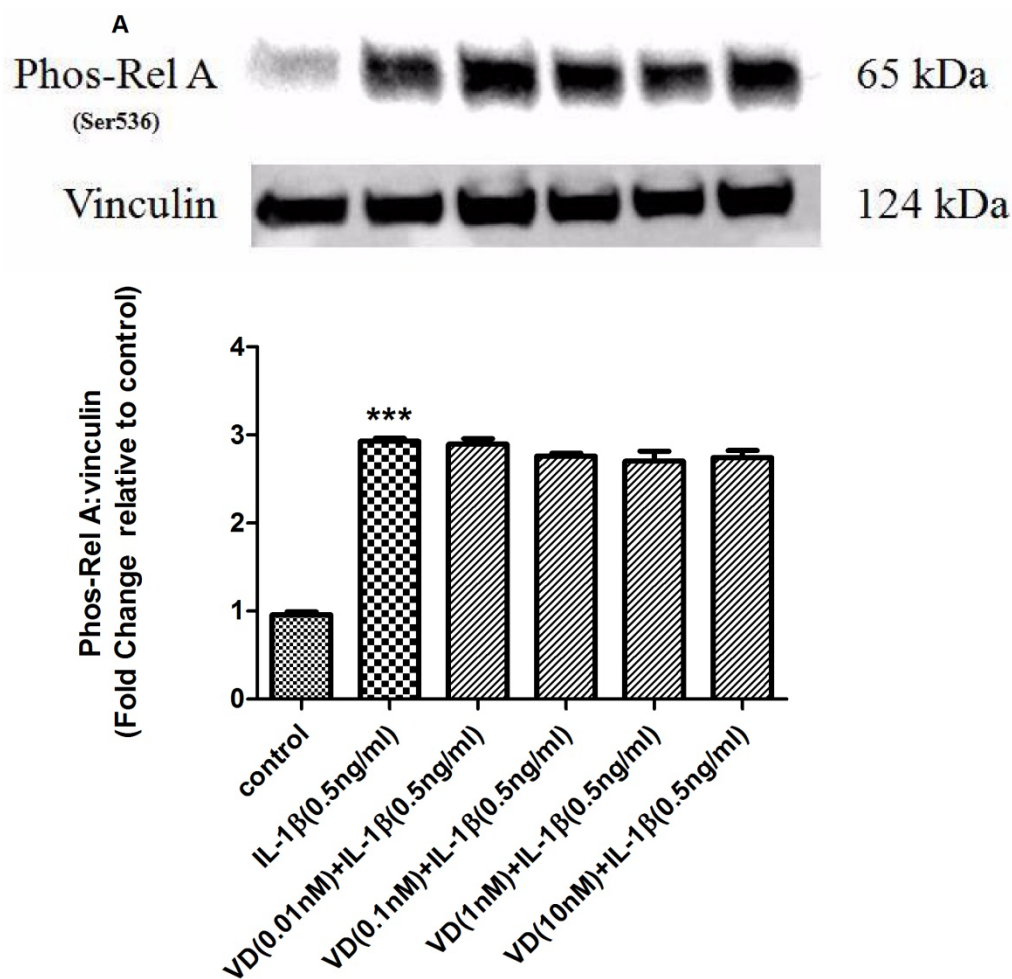 A
Phos-Rel A
65 kDa
(Ser536)
Vinculin
124 kDa
Phos-Rel A:vinculin
(Fold Change relative to control)
4
3
2
1
0
***
control
IL-1β(0.5ng/ml)
VD(0.01nM)+IL-1β(0.5ng/ml)
VD(0.1nM)+IL-1β(0.5ng/ml)
VD(1nM)+IL-1β(0.5ng/ml)
VD(10nM)+IL-1β(0.5ng/ml)